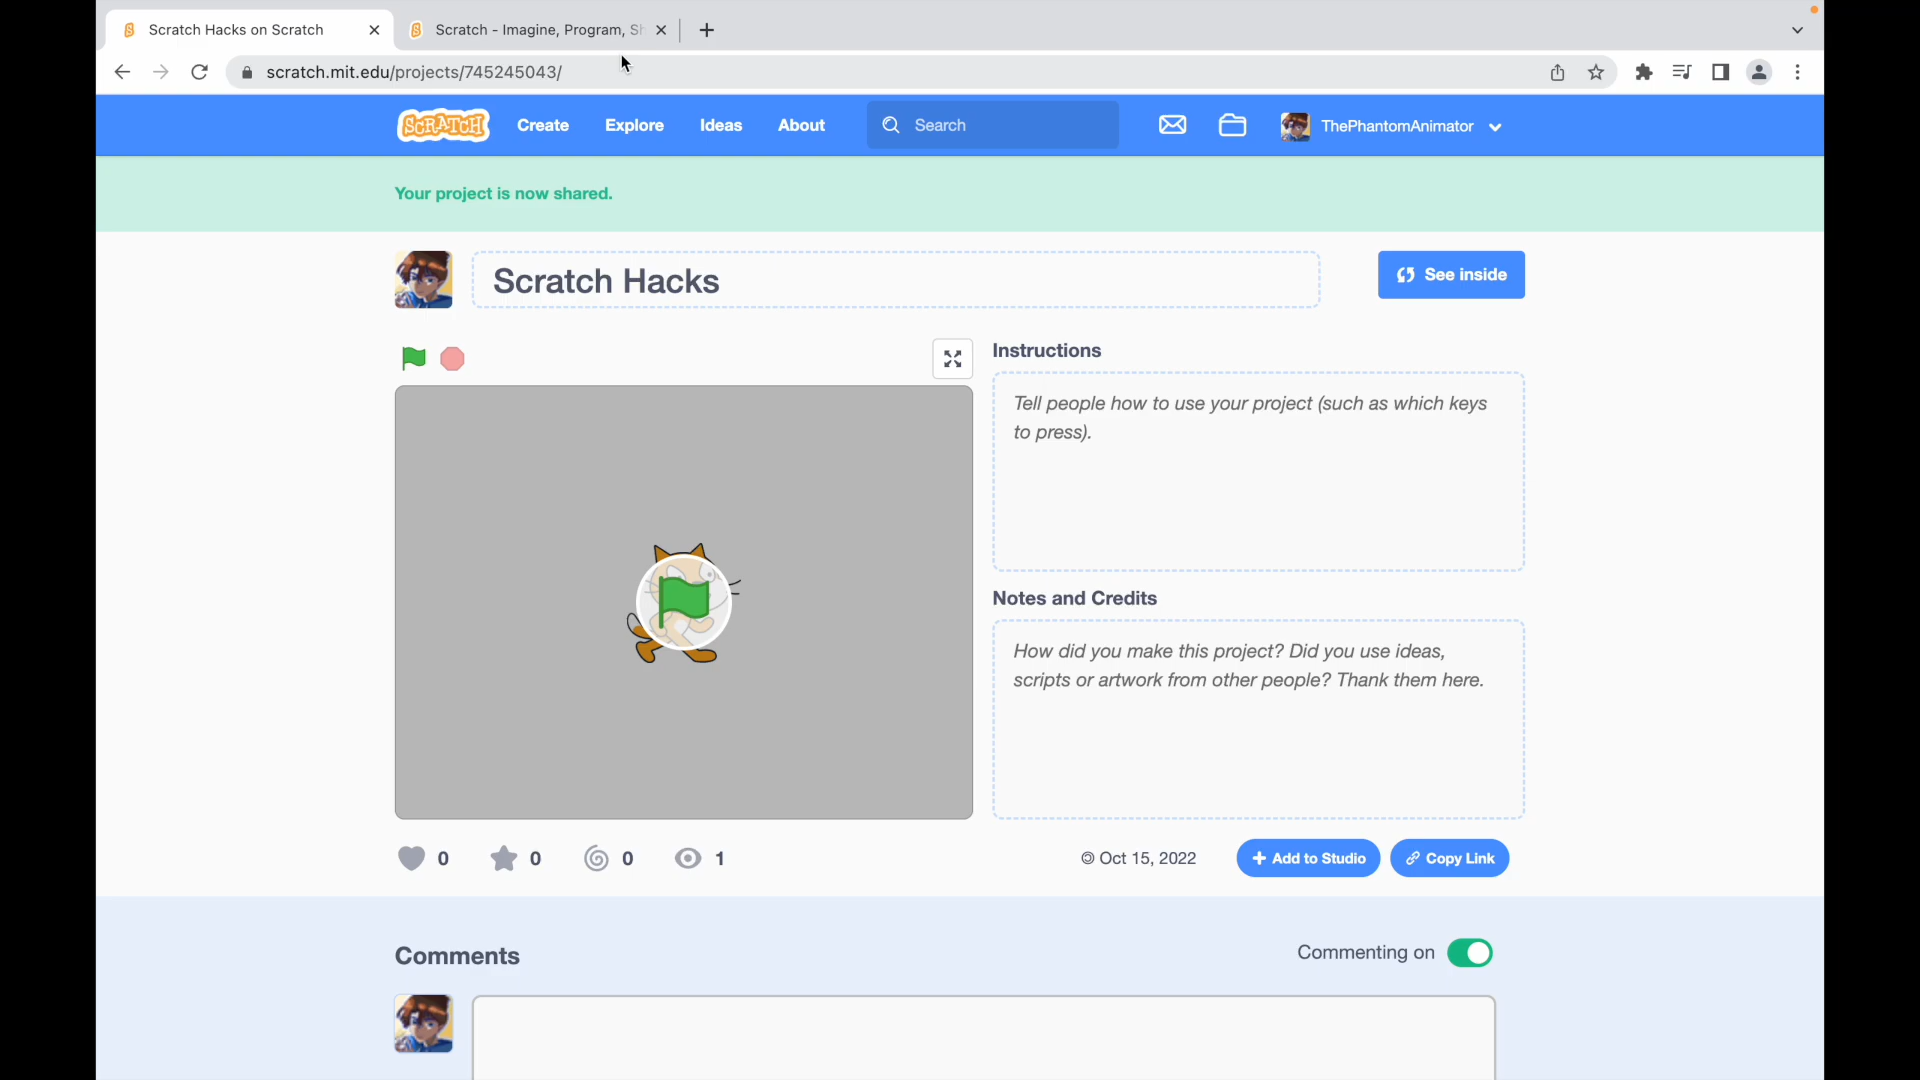 Scratch Hacks on Scratch
Scratch - Imagine, Program, Sh
scratch.mit.edu/projects/745245043/
SCRATCH
Create
Explore
Ideas
About
Search
ThePhantomAnimator
Your project is now shared.
Scratch Hacks
See inside
Instructions
Tell people how to use your project (such as which keys
to press).
Notes and Credits
How did you make this project? Did you use ideas,
scripts or artwork from other people? Thank them here.
0
0
0
1
© Oct 15, 2022
Add to Studio
Copy Link
Comments
Commenting on